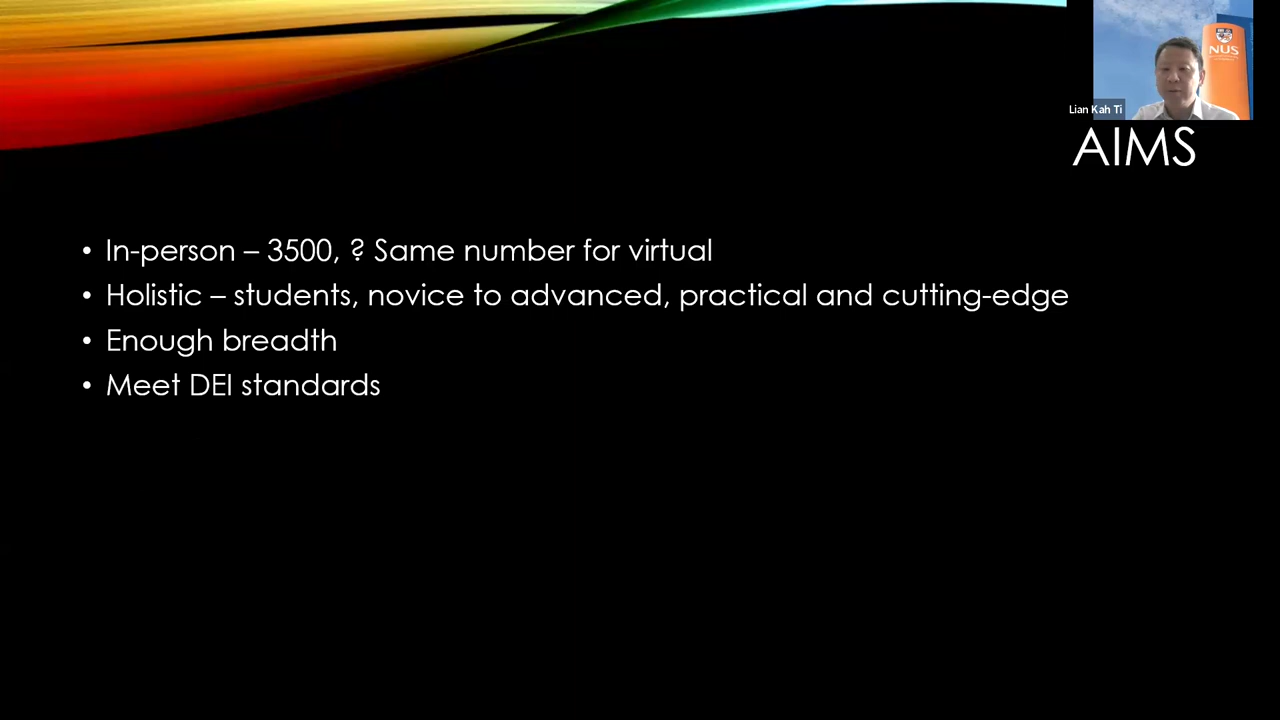 NUS
Lian Kah Ti
AIMS
• In-person – 3500, ? Same number for virtual
• Holistic – students, novice to advanced, practical and cutting-edge
• Enough breadth
• Meet DEI standards